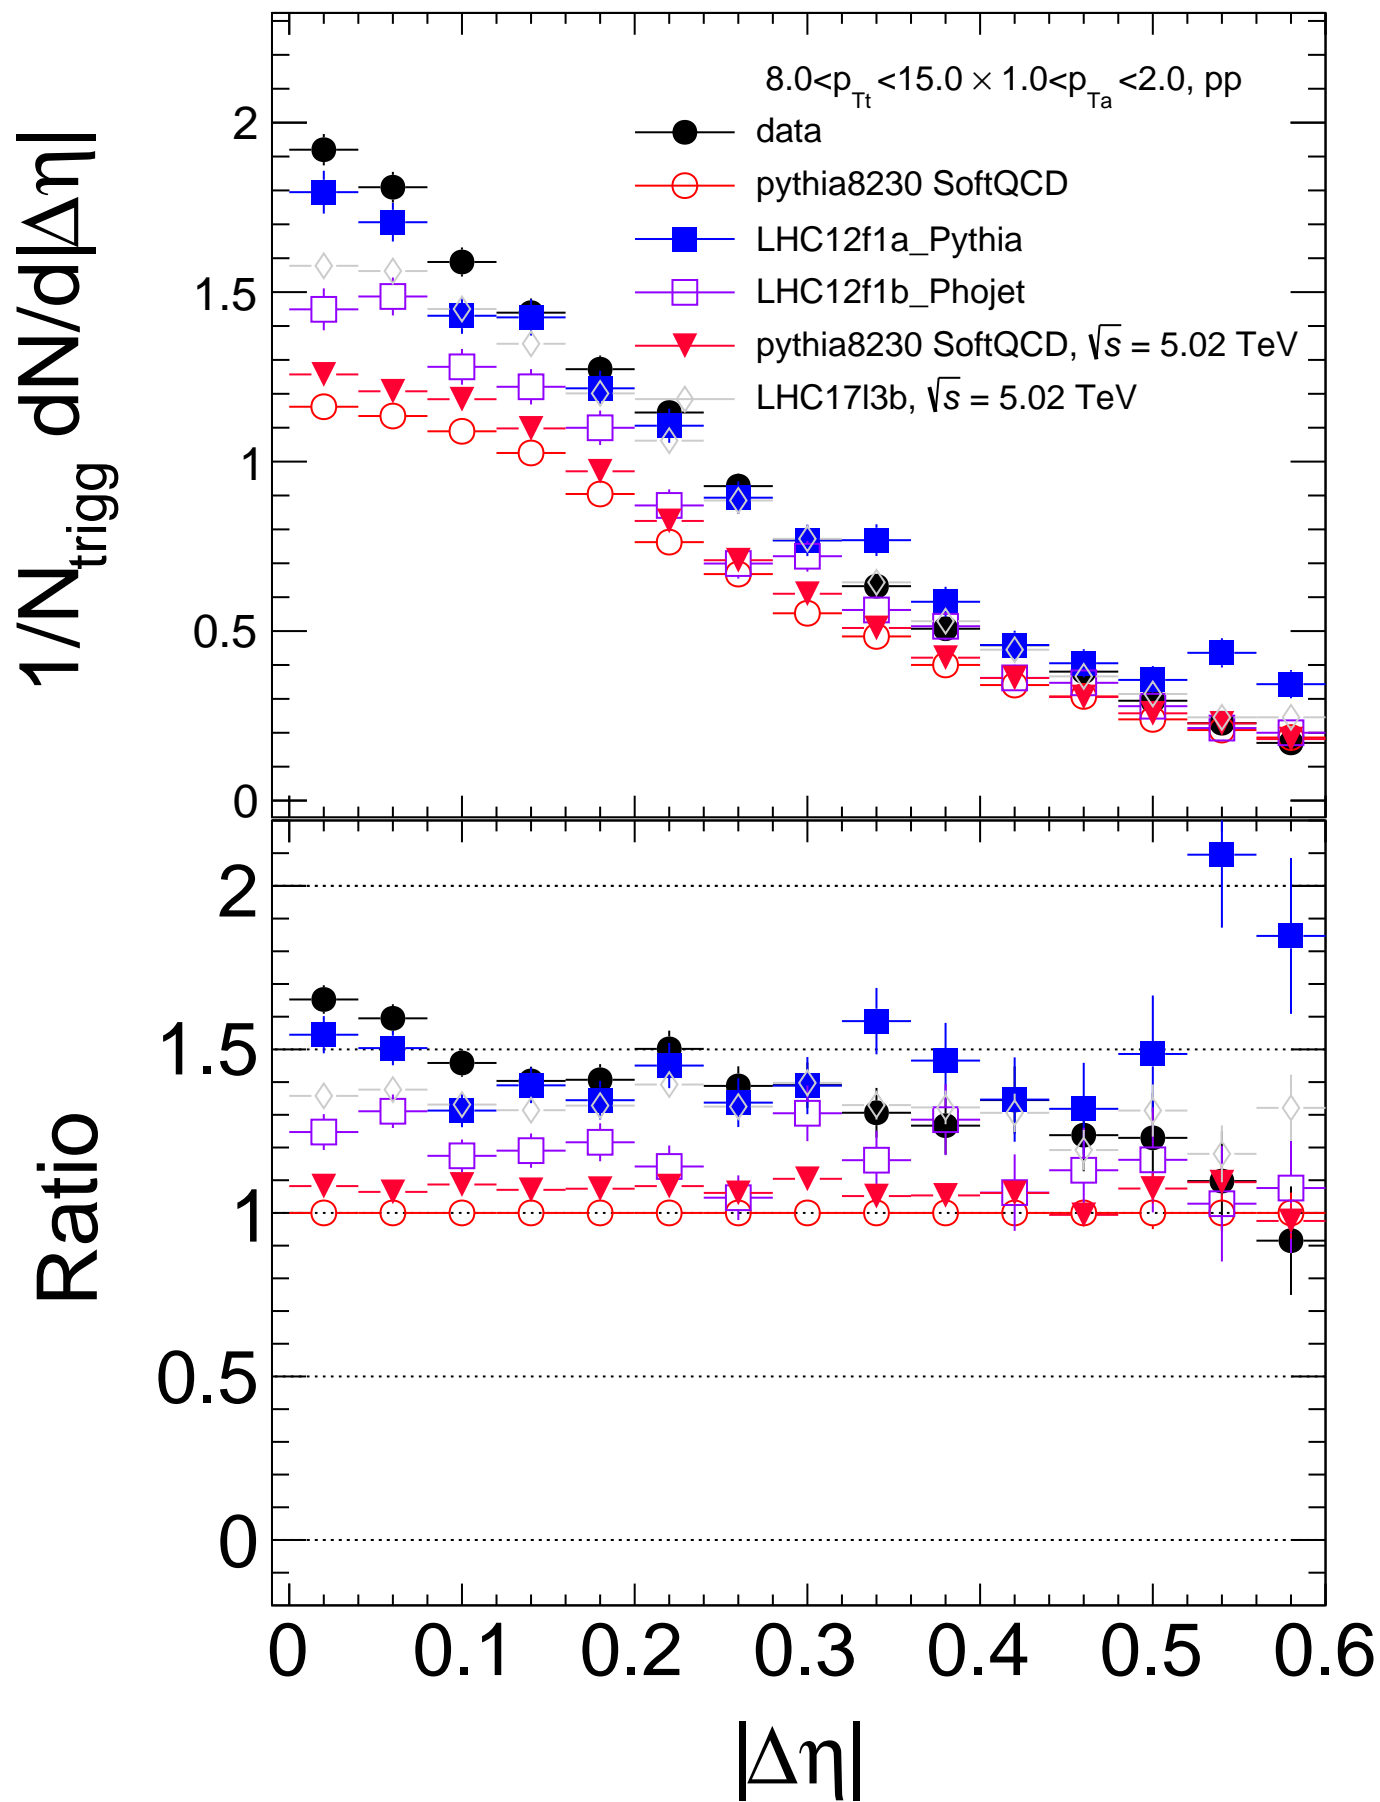 8.0<p_Tt<15.0 × 1.0<p_Ta<2.0, pp
data
pythia8230 SoftQCD
LHC12f1a_Pythia
LHC12f1b_Phojet
pythia8230 SoftQCD, √s = 5.02 TeV
LHC17l3b, √s = 5.02 TeV
1/N_trigg dN/d|Δη|
2
1.5
1
0.5
0
Ratio
2
1.5
1
0.5
0
0 0.1 0.2 0.3 0.4 0.5 0.6
|Δη|